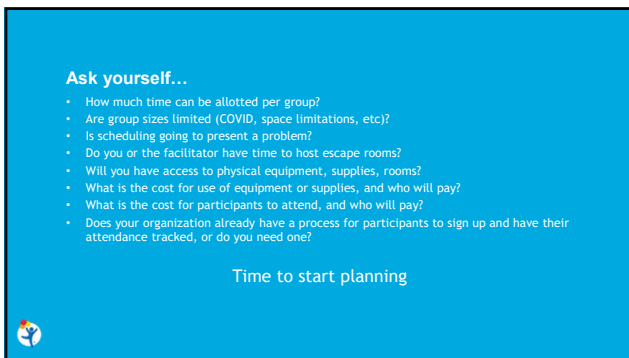 Ask yourself...
• How much time can be allotted per group?
• Are group sizes limited (COVID, space limitations, etc)?
• Is scheduling going to present a problem?
• Do you or the facilitator have time to host escape rooms?
• Will you have access to physical equipment, supplies, rooms?
• What is the cost for use of equipment or supplies, and who will pay?
• What is the cost for participants to attend, and who will pay?
• Does your organization already have a process for participants to sign up and have their
attendance tracked, or do you need one?
Time to start planning